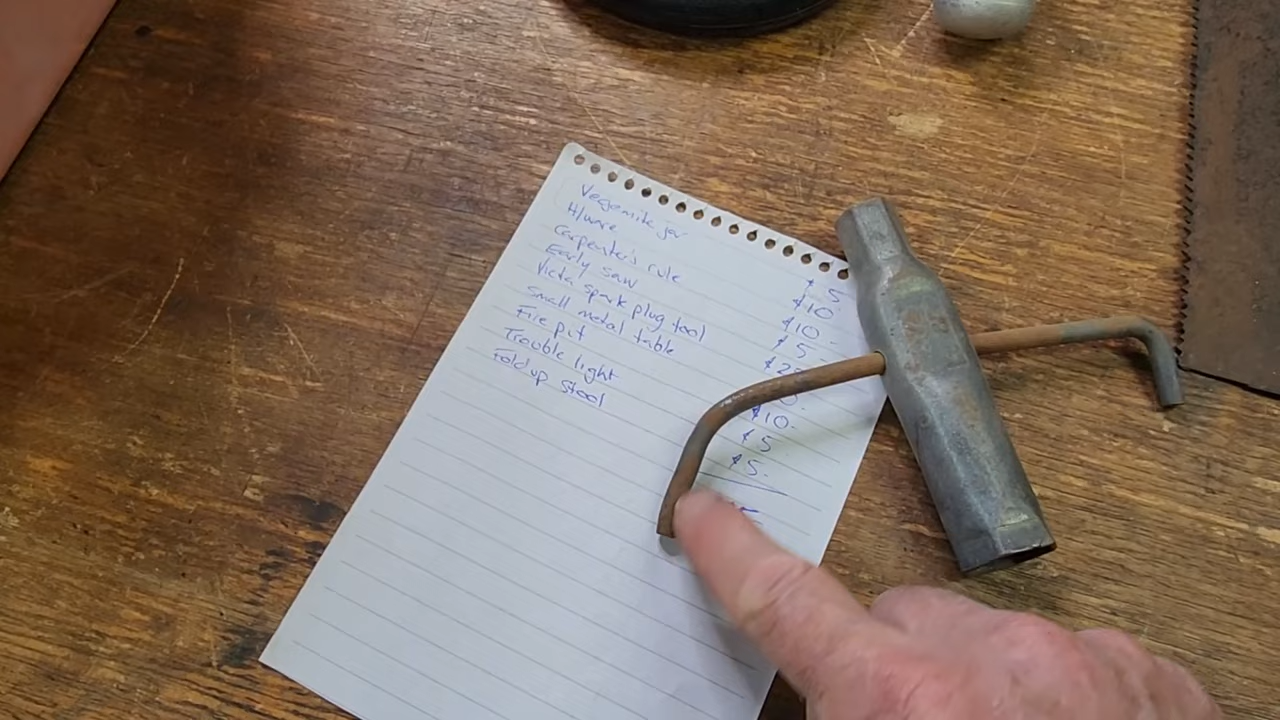 Vegemite jar $5
H/ware $10
Carpenter's rule $10
Early saw $5
Victa spark plug tool
Small metal table
Fire pit $10
Trouble light $5
Fold up stool $5